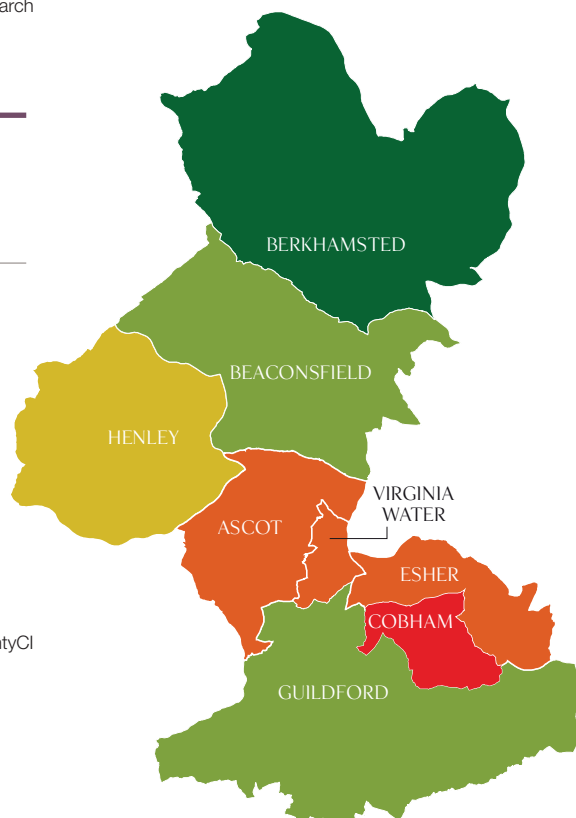 arch
BERKHAMSTED
BEACONSFIELD
HENLEY
VIRGINIA
WATER
ASCOT
ESHER
COBHAM
ntyCl
GUILDFORD